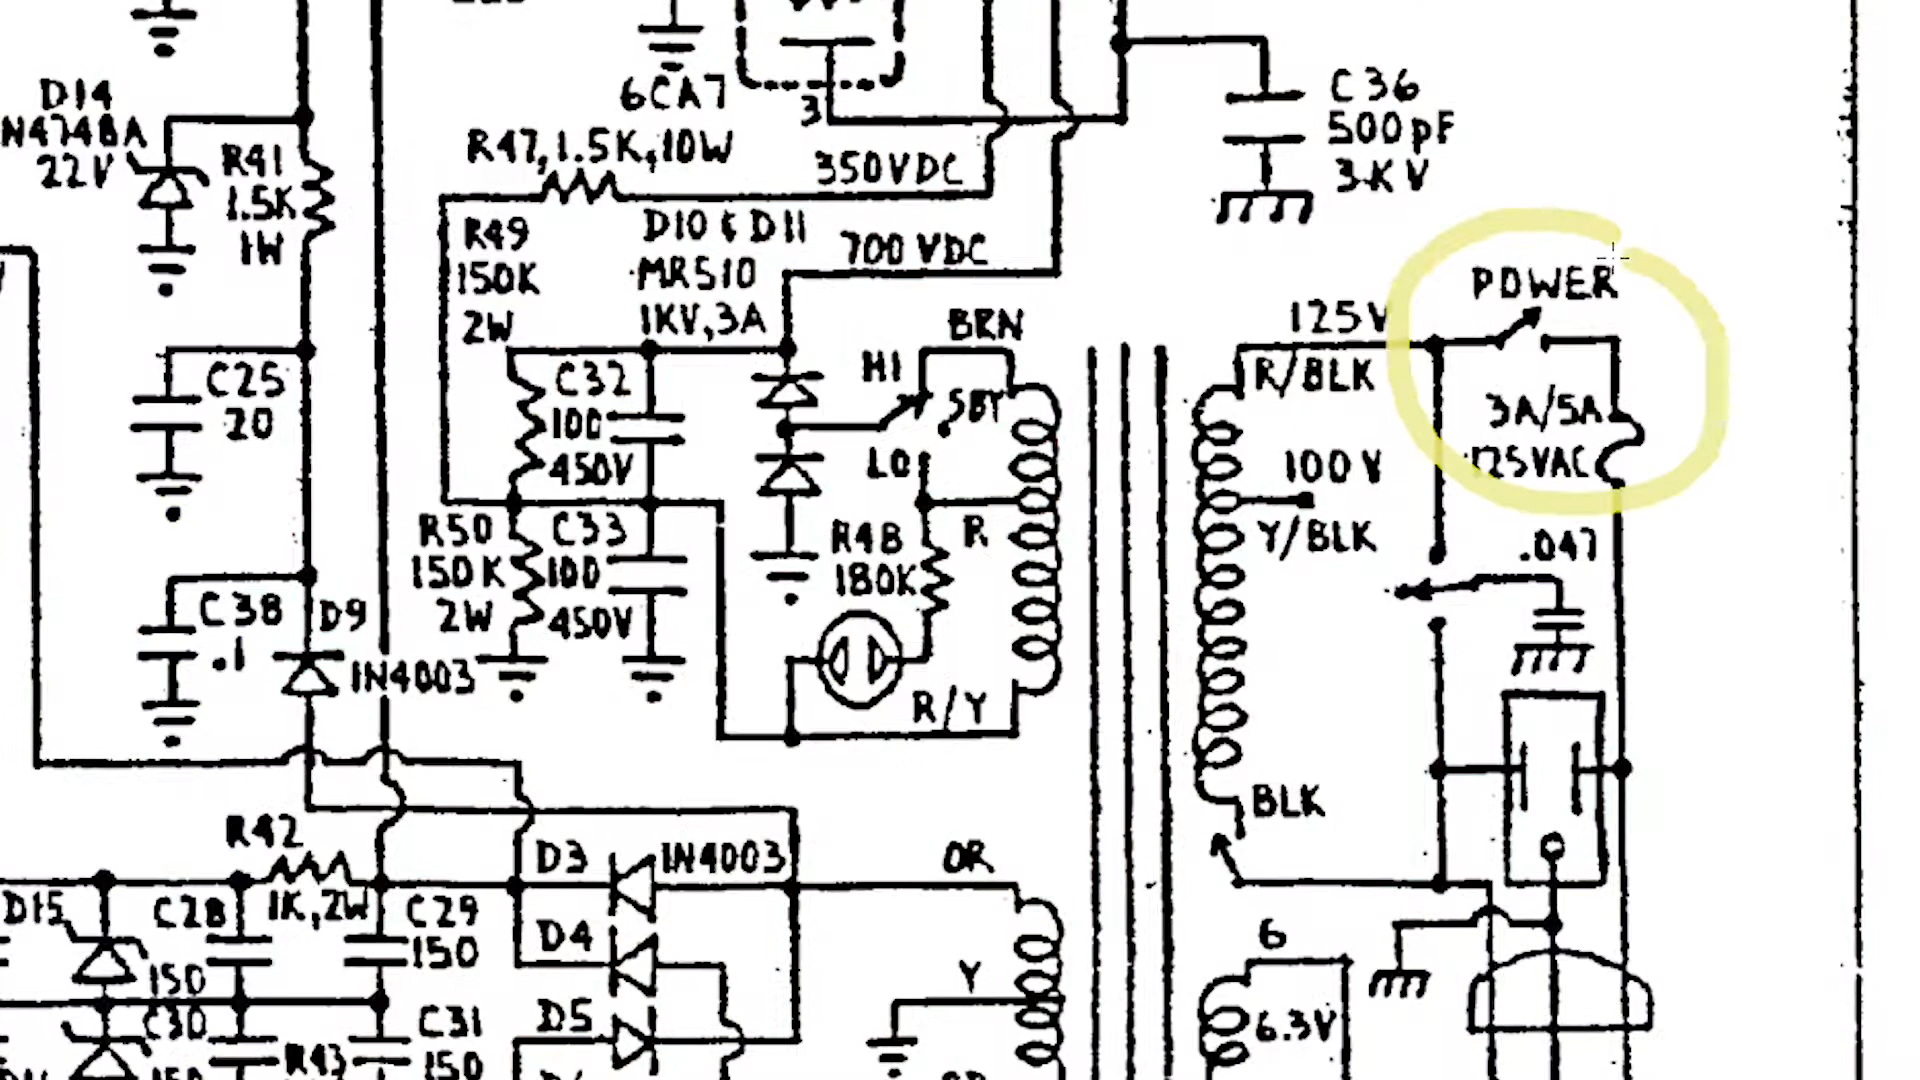 D14
N4748A
22V
R41
1.5K
1W
6CA7
3
R47, 1.5K, 10W
350VDC
C36
500pF
3KV
R49
150K
2W
D10 & D11
MR510
1KV, 3A
700 VDC
BRN
HI
SBY
LO
125V
R/BLK
POWER
3A/5A
125VAC
100V
Y/BLK
.047
C25
20
C32
100
450V
R50
150K
2W
C33
100
450V
R48
180K
R
R/Y
C38
.1
D9
IN4003
BLK
R42
1K, 2W
D3
IN4003
OR
D15
C28
150
C29
150
D4
Y
6
6.3V
C30
R43
C31
150
D5